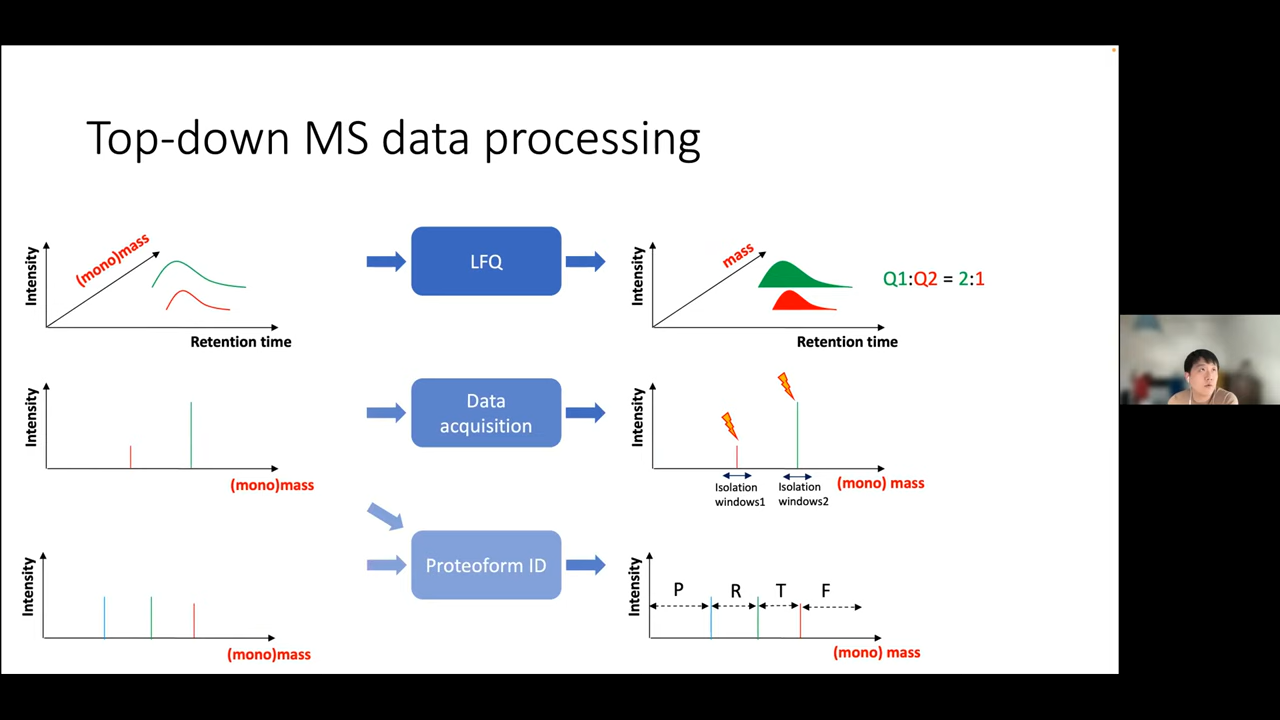 Top-down MS data processing
Intensity
(mono)mass
Retention time
LFQ
Intensity
mass
Retention time
Q1:Q2 = 2:1
Intensity
(mono)mass
Data
acquisition
Intensity
Isolation
windows1
Isolation
windows2
(mono) mass
Intensity
(mono)mass
Proteoform ID
Intensity
P
R
T
F
(mono) mass